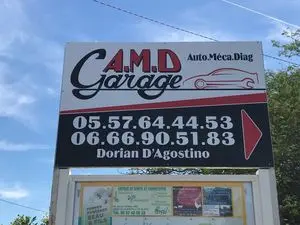 A.M.D
Garage
Auto.Méca.Diag
05.57.64.44.53
06.66.90.51.83
Dorian D'Agostino